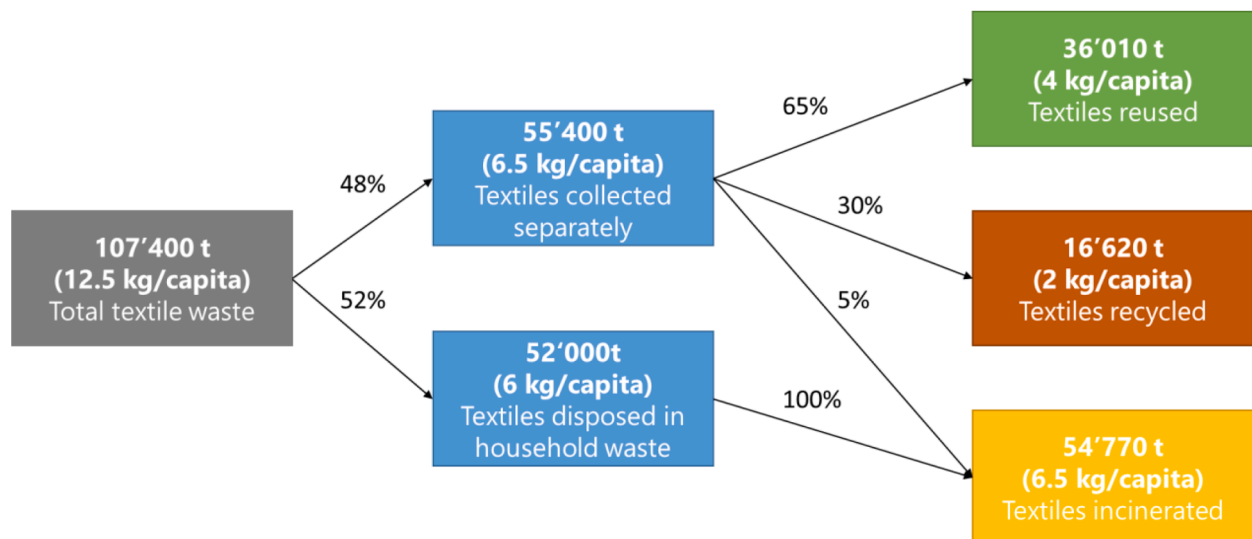 107’400 t
(12.5 kg/capita)
Total textile waste
48%
52%
55’400 t
(6.5 kg/capita)
Textiles collected
separately
52‘000t
(6 kg/capita)
Textiles disposed in
household waste
65%
30%
5%
100%
36’010 t
(4 kg/capita)
Textiles reused
16’620 t
(2 kg/capita)
Textiles recycled
54’770 t
(6.5 kg/capita)
Textiles incinerated